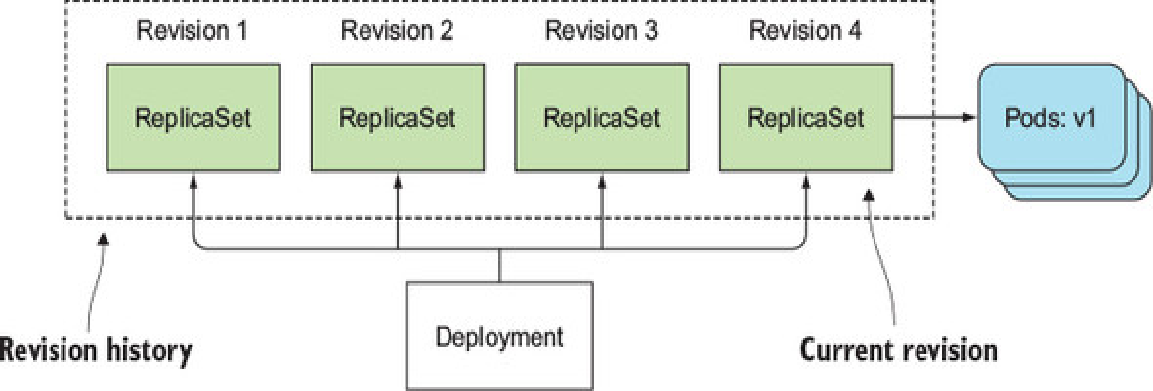 Revision 1
Revision 2
Revision 3
Revision 4
ReplicaSet
ReplicaSet
ReplicaSet
ReplicaSet
Pods: v1
Deployment
Revision history
Current revision